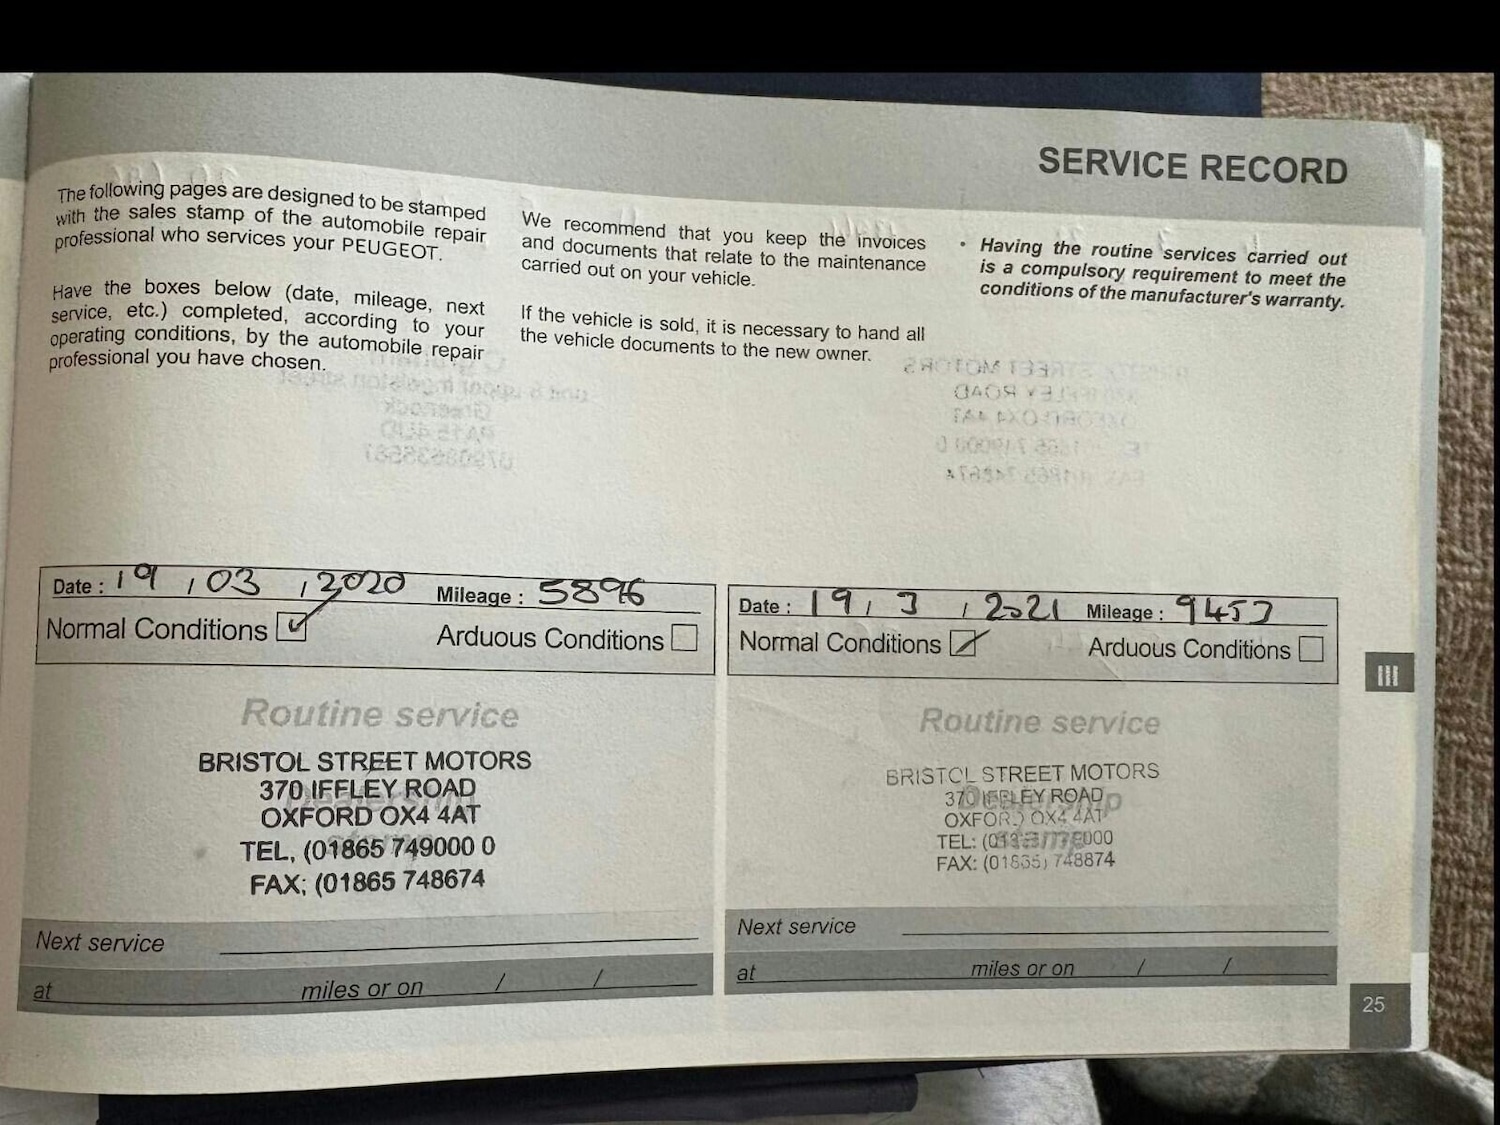 SERVICE RECORD
The following pages are designed to be stamped
with the sales stamp of the automobile repair
professional who services your PEUGEOT.
Have the boxes below (date, mileage, next
service, etc.) completed, according to your
operating conditions, by the automobile repair
professional you have chosen.
We recommend that you keep the invoices
and documents that relate to the maintenance
carried out on your vehicle.
If the vehicle is sold, it is necessary to hand all
the vehicle documents to the new owner.
• Having the routine services carried out
is a compulsory requirement to meet the
conditions of the manufacturer's warranty.
Date : 19 / 03 / 2020 Mileage : 5896
Normal Conditions Arduous Conditions
Routine service
Dealership
stamp
BRISTOL STREET MOTORS
370 IFFLEY ROAD
OXFORD OX4 4AT
TEL, (01865 749000 0
FAX; (01865 748674
Next service
at miles or on / /
Date : 19 / 3 / 2021 Mileage : 9453
Normal Conditions Arduous Conditions
Routine service
Dealership
stamp
BRISTOL STREET MOTORS
370 IFFLEY ROAD
OXFORD OX4 4AT
TEL:
FAX: 748874
Next service
at miles or on / /
III
25